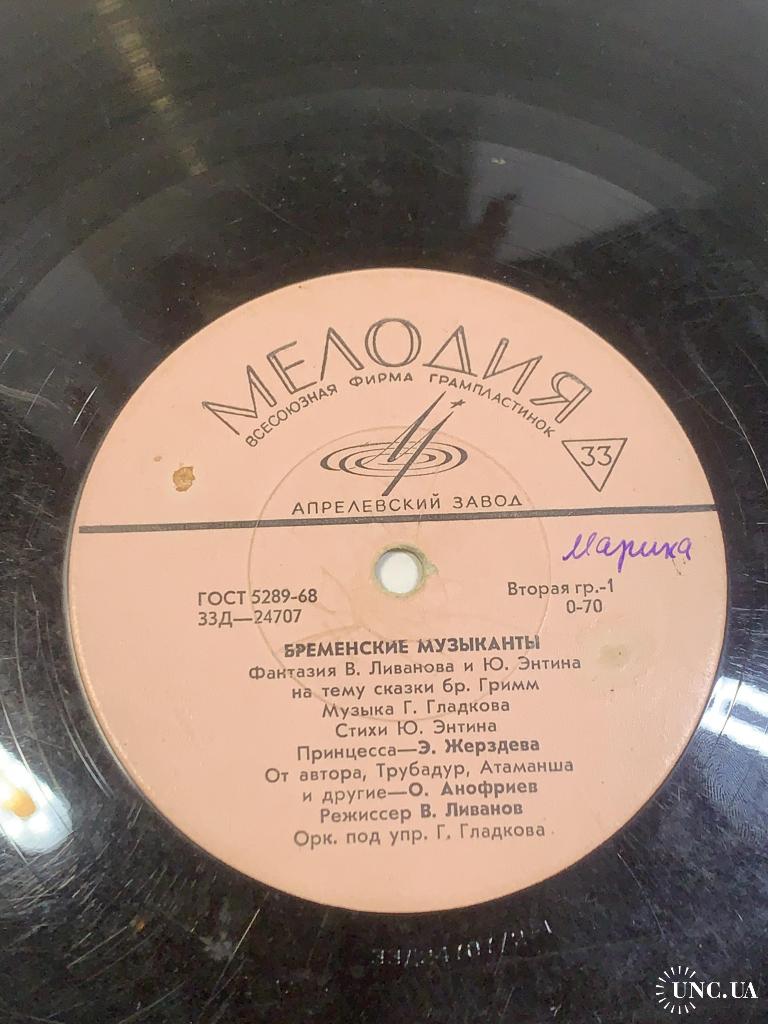 МЕЛОДИЯ
ВСЕСОЮЗНАЯ ФИРМА ГРАМПЛАСТИНОК
33
АПРЕЛЕВСКИЙ ЗАВОД
Марина
ГОСТ 5289-68
Вторая гр.-1
33Д—24707
0-70
БРЕМЕНСКИЕ МУЗЫКАНТЫ
Фантазия В. Ливанова и Ю. Энтина
на тему сказки бр. Гримм
Музыка Г. Гладкова
Стихи Ю. Энтина
Принцесса—Э. Жерздева
От автора, Трубадур, Атаманша
и другие—О. Анофриев
Режиссер В. Ливанов
Орк. под упр. Г. Гладкова
UNC.UA